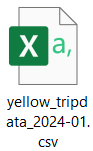 X a,
yellow_tripd
ata_2024-01.
csv